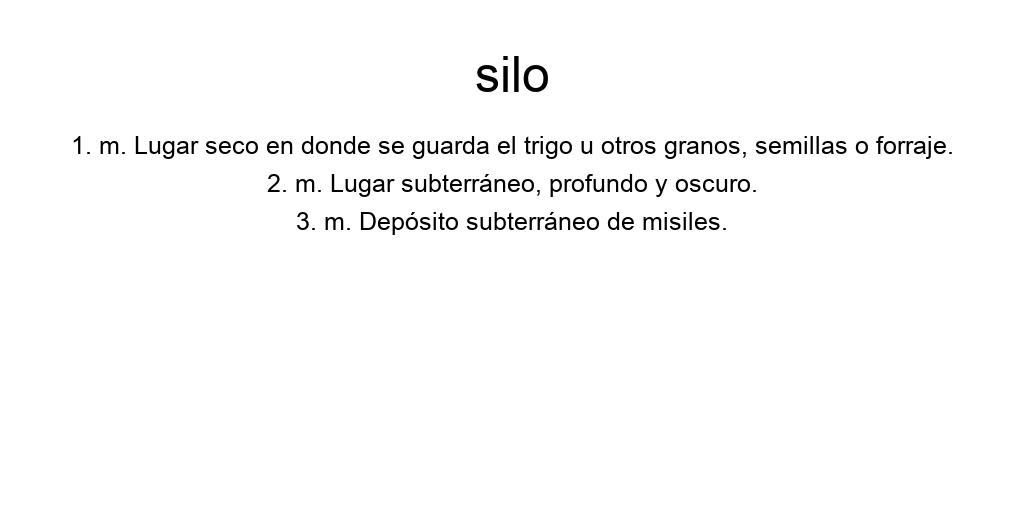 silo
1. m. Lugar seco en donde se guarda el trigo u otros granos, semillas o forraje.
2. m. Lugar subterráneo, profundo y oscuro.
3. m. Depósito subterráneo de misiles.